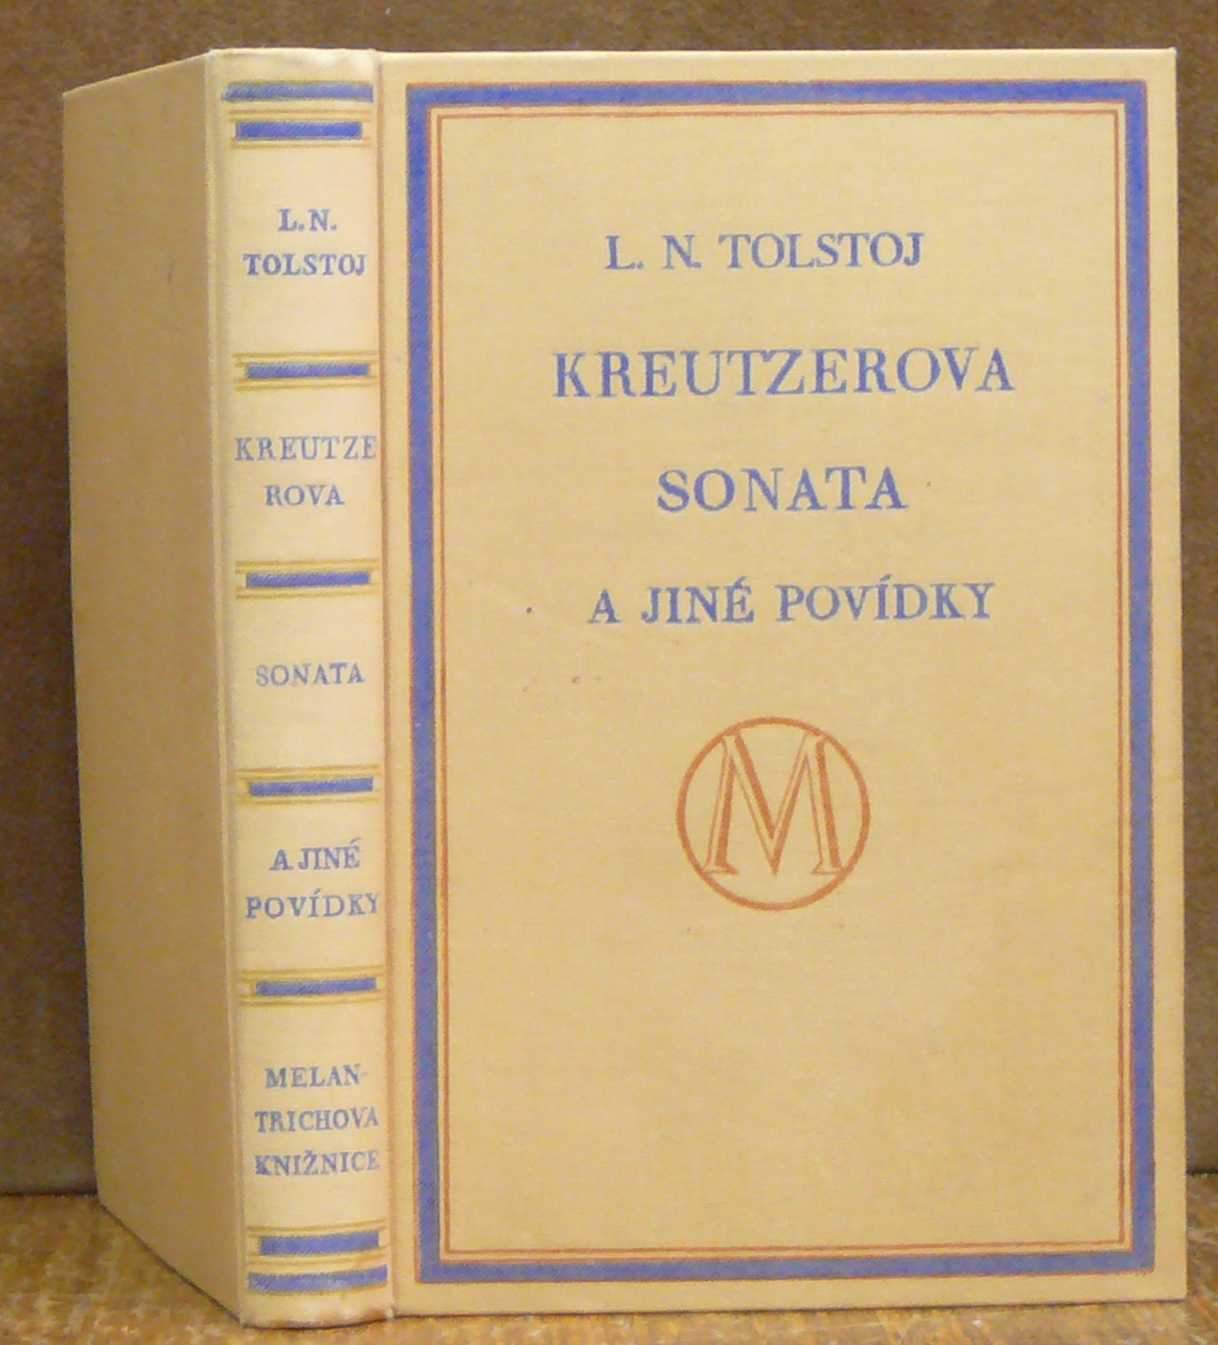 L. N. TOLSTOJ
KREUTZEROVA
SONATA
A JINÉ POVÍDKY
M
L. N.
TOLSTOJ
KREUTZE
ROVA
SONATA
A JINÉ
POVÍDKY
MELAN-
TRICHOVA
KNIŽNICE